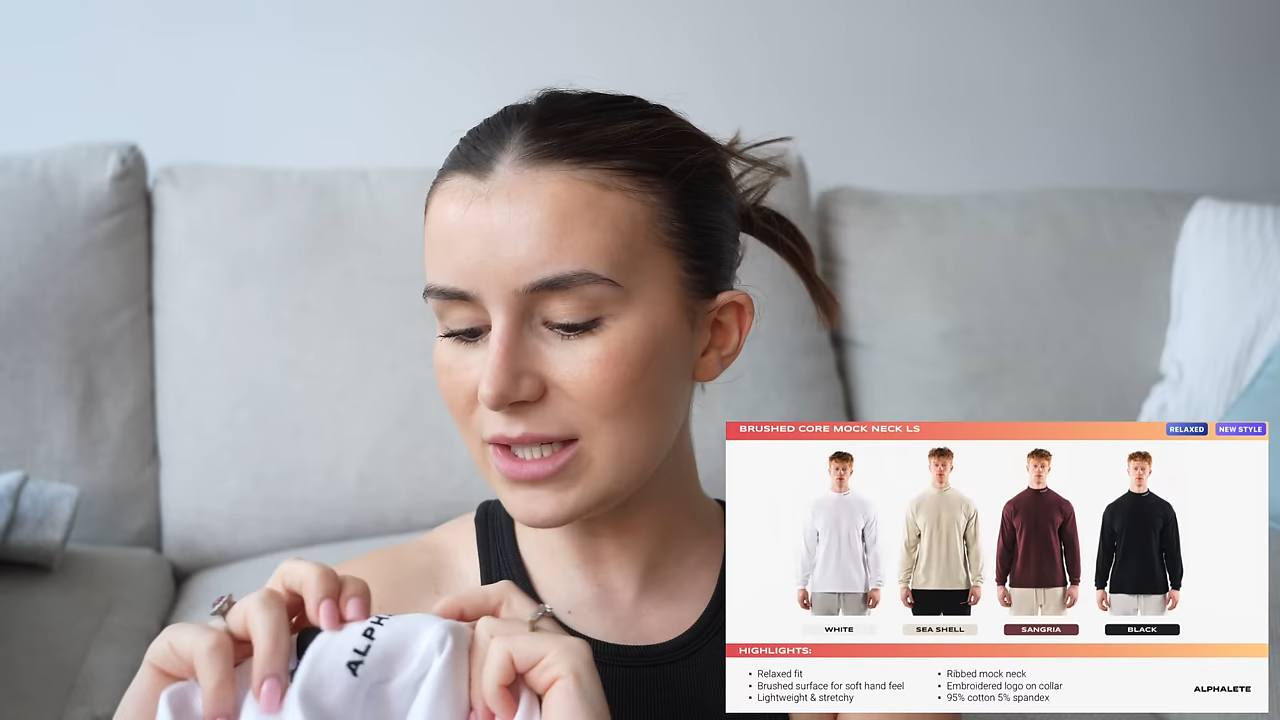 ALPH
BRUSHED CORE MOCK NECK LS
RELAXED
NEW STYLE
WHITE
SEA SHELL
SANGRIA
BLACK
HIGHLIGHTS:
▪ Relaxed fit
▪ Brushed surface for soft hand feel
▪ Lightweight & stretchy
▪ Ribbed mock neck
▪ Embroidered logo on collar
▪ 95% cotton 5% spandex
ALPHALETE